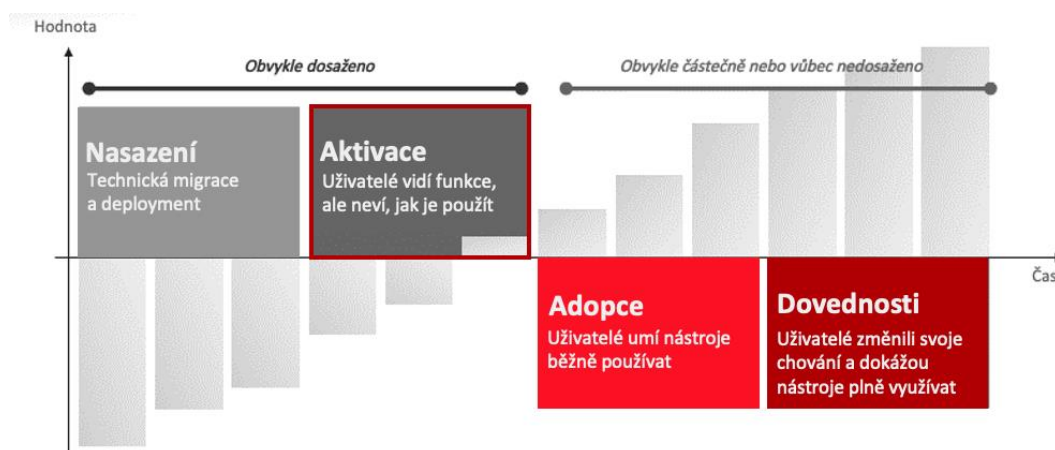 Hodnota
Obvykle dosaženo
Obvykle částečně nebo vůbec nedosaženo
Nasazení
Technická migrace
a deployment
Aktivace
Uživatelé vidí funkce,
ale neví, jak je použít
Čas
Adopce
Uživatelé umí nástroje
běžně používat
Dovednosti
Uživatelé změnili svoje
chování a dokážou
nástroje plně využívat